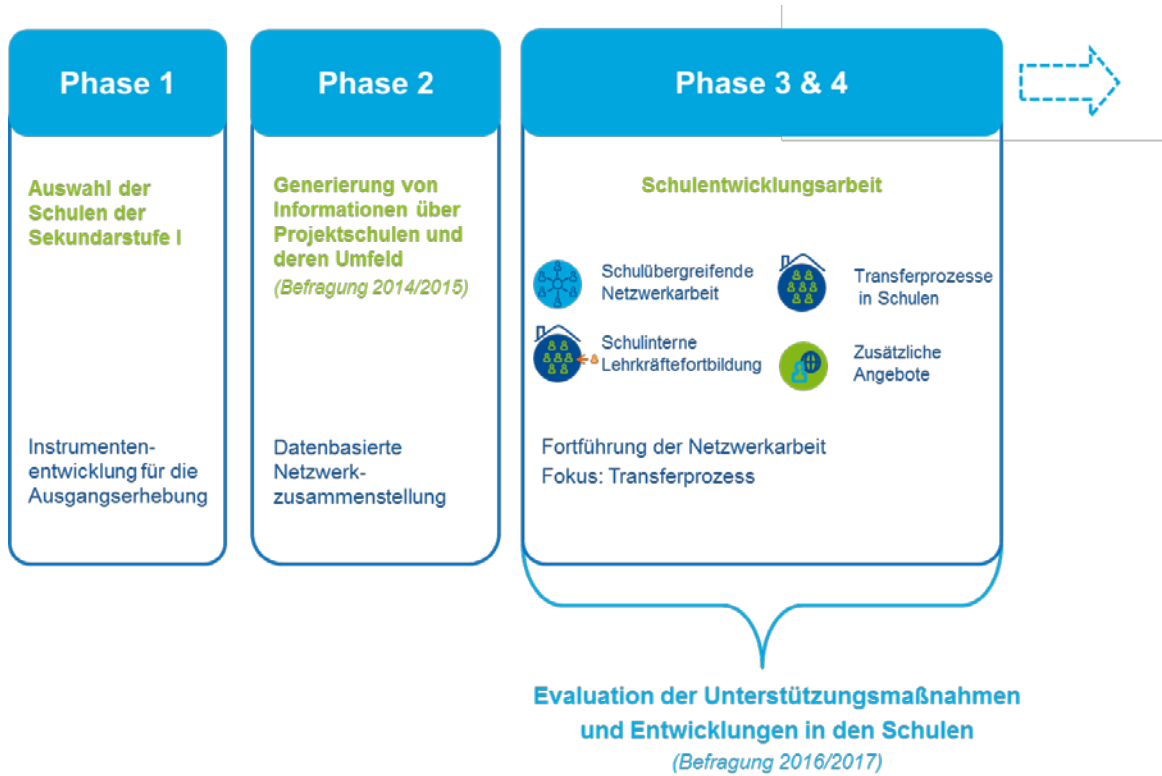 Phase 1
Auswahl der
Schulen der
Sekundarstufe I
Instrumenten-
entwicklung für die
Ausgangserhebung
Phase 2
Generierung von
Informationen über
Projektschulen und
deren Umfeld
(Befragung 2014/2015)
Datenbasierte
Netzwerk-
zusammenstellung
Phase 3 & 4
Schulentwicklungsarbeit
Schulübergreifende
Netzwerkarbeit
Transferprozesse
in Schulen
Schulinterne
Lehrkräftefortbildung
Zusätzliche
Angebote
Fortführung der Netzwerkarbeit
Fokus: Transferprozess
Evaluation der Unterstützungsmaßnahmen
und Entwicklungen in den Schulen
(Befragung 2016/2017)